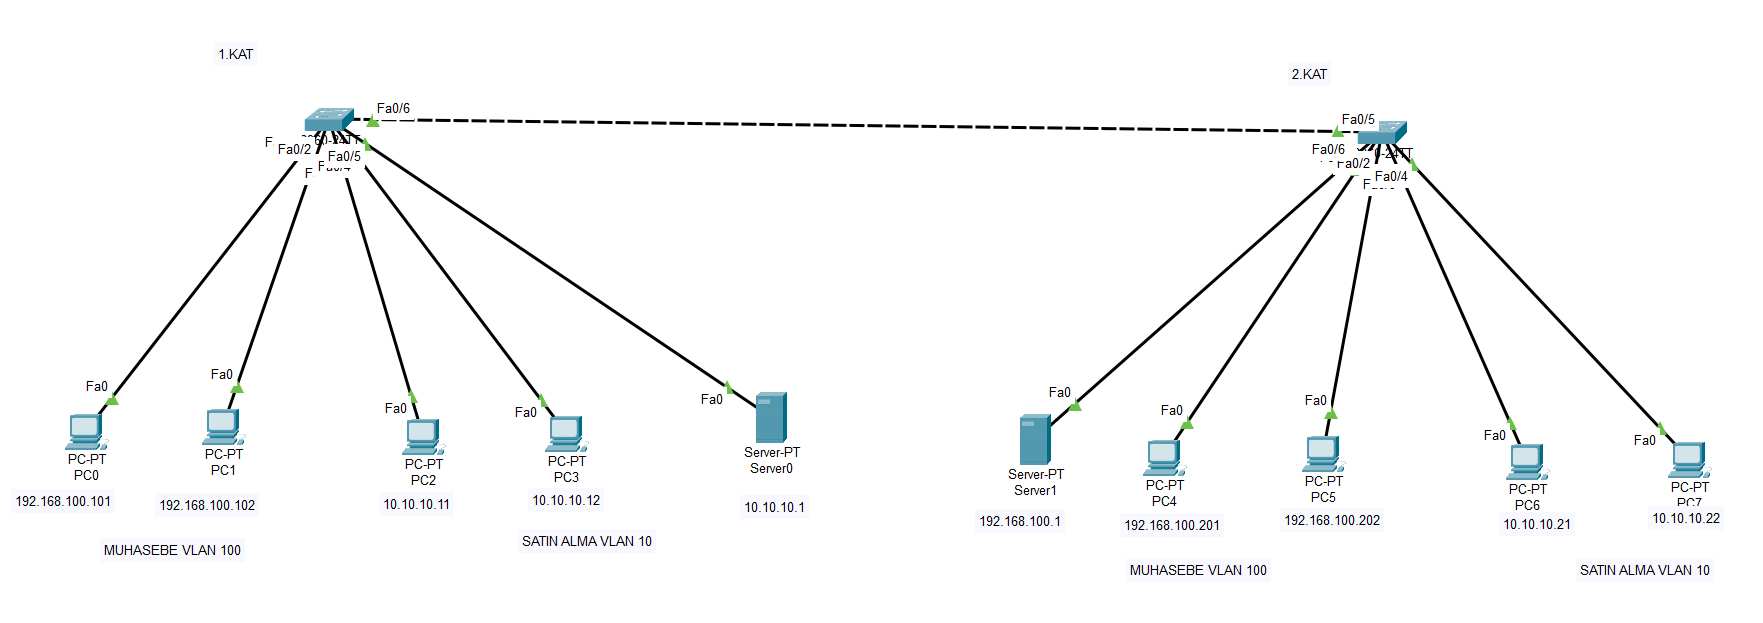 1.KAT
2.KAT
Fa0/6
Fa0/2
Fa0/5
Fa0/5
Fa0/6
Fa0/2
Fa0/4
Fa0
Fa0
Fa0
Fa0
Fa0
Fa0
Fa0
Fa0
Fa0
Fa0
PC-PT
PC0
192.168.100.101
PC-PT
PC1
192.168.100.102
MUHASEBE VLAN 100
PC-PT
PC2
10.10.10.11
PC-PT
PC3
10.10.10.12
SATIN ALMA VLAN 10
Server-PT
Server0
10.10.10.1
Server-PT
Server1
192.168.100.1
PC-PT
PC4
192.168.100.201
MUHASEBE VLAN 100
PC-PT
PC5
192.168.100.202
PC-PT
PC6
10.10.10.21
PC-PT
PC7
10.10.10.22
SATIN ALMA VLAN 10